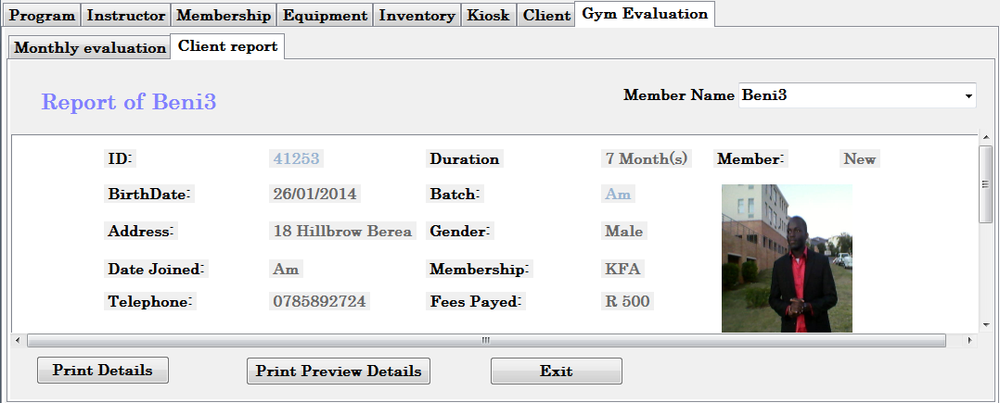 Program Instructor Membership Equipment Inventory Kiosk Client Gym Evaluation
Monthly evaluation Client report
Report of Beni3 Member Name Beni3
ID: 41253 Duration 7 Month(s) Member: New
BirthDate: 26/01/2014 Batch: Am
Address: 18 Hillbrow Berea Gender: Male
Date Joined: Am Membership: KFA
Telephone: 0785892724 Fees Payed: R 500
Print Details Print Preview Details Exit